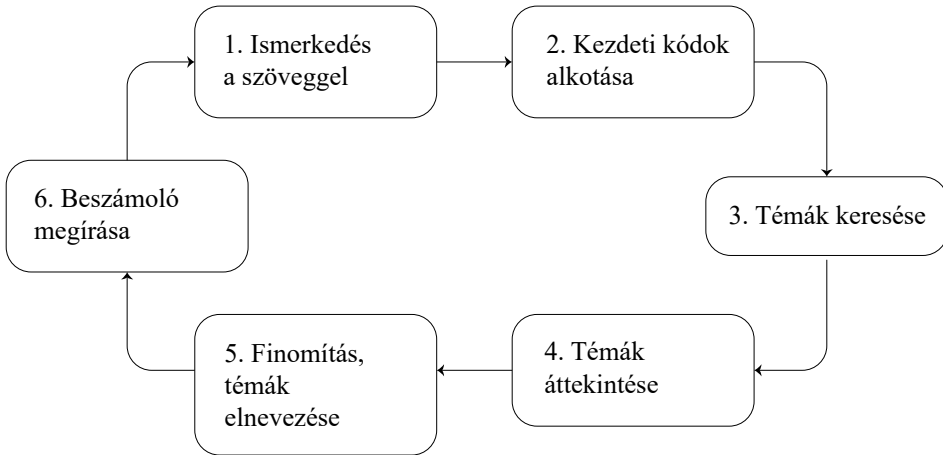 1. Ismerkedés
a szöveggel
2. Kezdeti kódok
alkotása
3. Témák keresése
4. Témák
áttekintése
5. Finomítás,
témák
elnevezése
6. Beszámoló
megírása